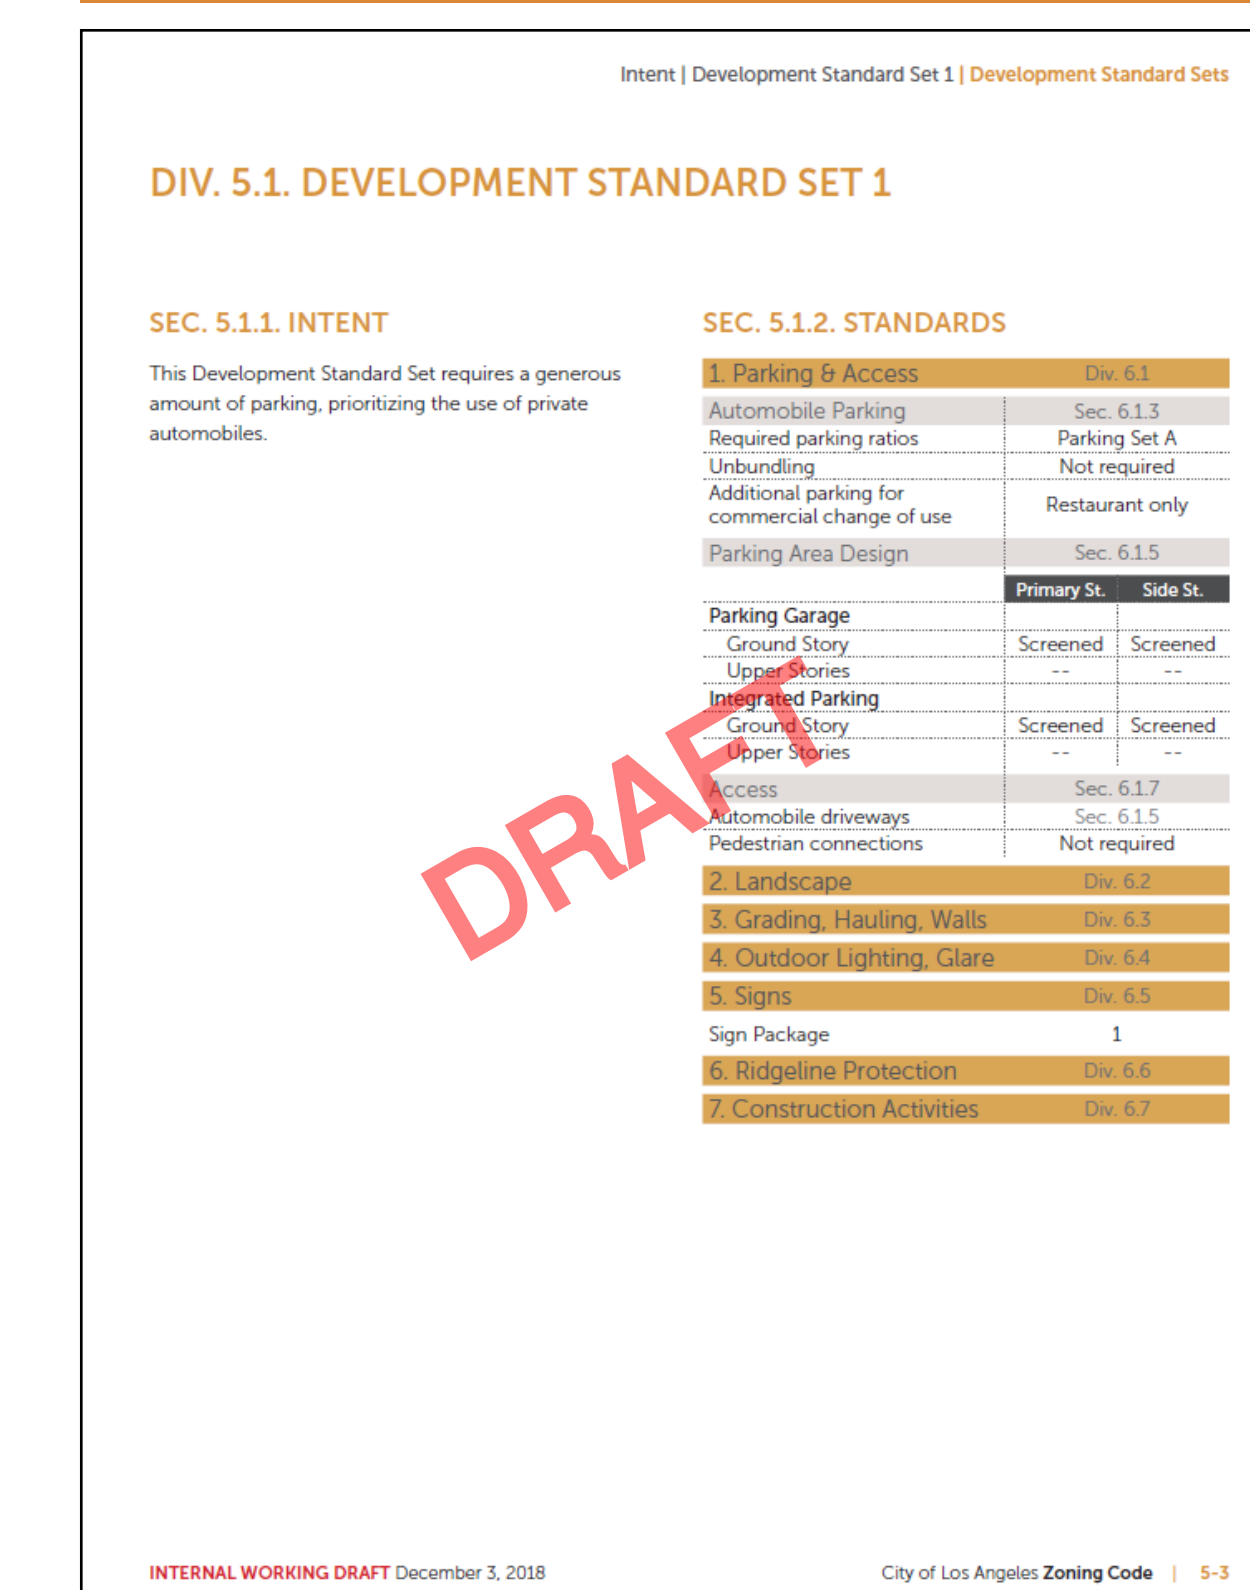 Intent | Development Standard Set 1 | Development Standard Sets
DIV. 5.1. DEVELOPMENT STANDARD SET 1
SEC. 5.1.1. INTENT
This Development Standard Set requires a generous
amount of parking, prioritizing the use of private
automobiles.
SEC. 5.1.2. STANDARDS
1. Parking & Access Div. 6.1
Automobile Parking Sec. 6.1.3
Required parking ratios Parking Set A
Unbundling Not required
Additional parking for
commercial change of use Restaurant only
Parking Area Design Sec. 6.1.5
Primary St. Side St.
Parking Garage
Ground Story Screened Screened
Upper Stories -- --
Integrated Parking
Ground Story Screened Screened
Upper Stories -- --
Access Sec. 6.1.7
Automobile driveways Sec. 6.1.5
Pedestrian connections Not required
2. Landscape Div. 6.2
3. Grading, Hauling, Walls Div. 6.3
4. Outdoor Lighting, Glare Div. 6.4
5. Signs Div. 6.5
Sign Package 1
6. Ridgeline Protection Div. 6.6
7. Construction Activities Div. 6.7
DRAFT
INTERNAL WORKING DRAFT December 3, 2018
City of Los Angeles Zoning Code | 5-3